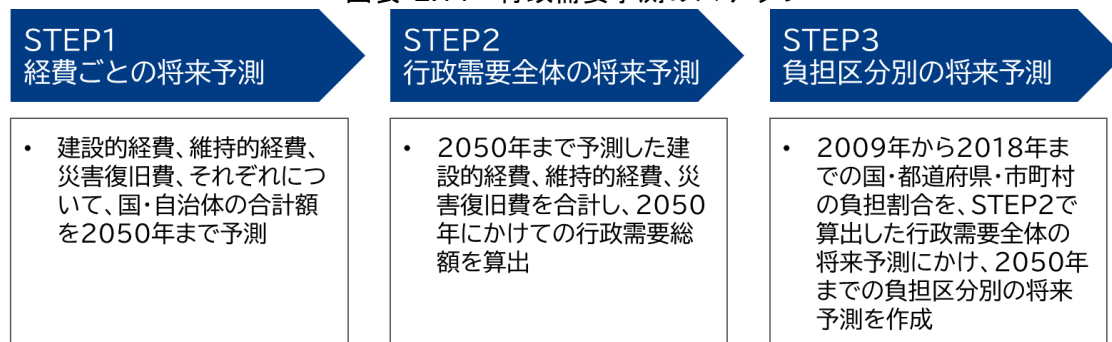 STEP1
経費ごとの将来予測
• 建設的経費、維持的経費、
災害復旧費、それぞれにつ
いて、国・自治体の合計額
を2050年まで予測
STEP2
行政需要全体の将来予測
• 2050年まで予測した建
設的経費、維持的経費、災
害復旧費を合計し、2050
年にかけての行政需要総
額を算出
STEP3
負担区分別の将来予測
• 2009年から2018年ま
での国・都道府県・市町村
の負担割合を、STEP2で
算出した行政需要全体の
将来予測にかけ、2050年
までの負担区分別の将来
予測を作成